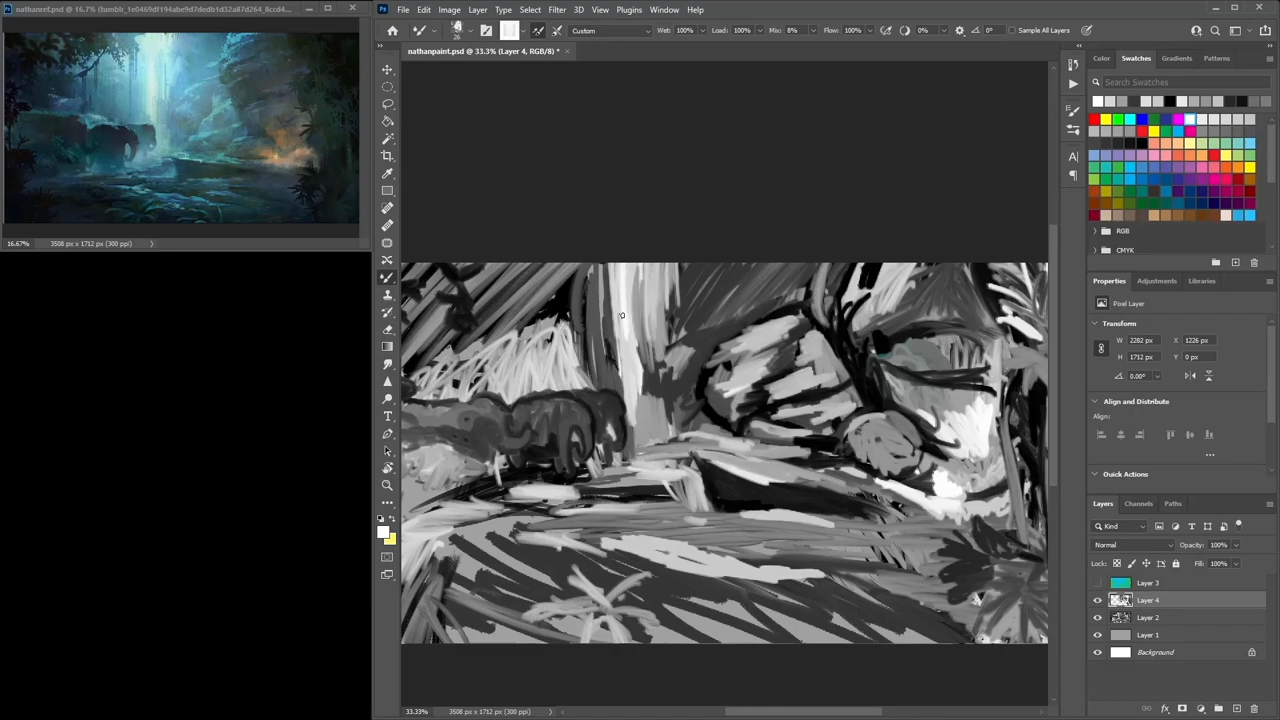 nathanref.psd @ 16.7% (tumblr_1e0469df194abe9d7dedb1d32a87d264_8ccd4...
16.67% 3508 px x 1712 px (300 ppi)
Ps File Edit Image Layer Type Select Filter 3D View Plugins Window Help
26 Custom Wet: 100% Load: 100% Mix: 8% Flow: 100% 0% 0° Sample All Layers
nathanpaint.psd @ 33.3% (Layer 4, RGB/8) *
Color Swatches Gradients Patterns
Search Swatches
RGB
CMYK
Properties Adjustments Libraries
Pixel Layer
Transform
W 2282 px X 1226 px
H 1712 px Y 0 px
0.00°
Align and Distribute
Align:
Quick Actions
Layers Channels Paths
Kind
Normal Opacity: 100%
Lock: Fill: 100%
Layer 3
Layer 4
Layer 2
Layer 1
Background
33.33% 3508 px x 1712 px (300 ppi)